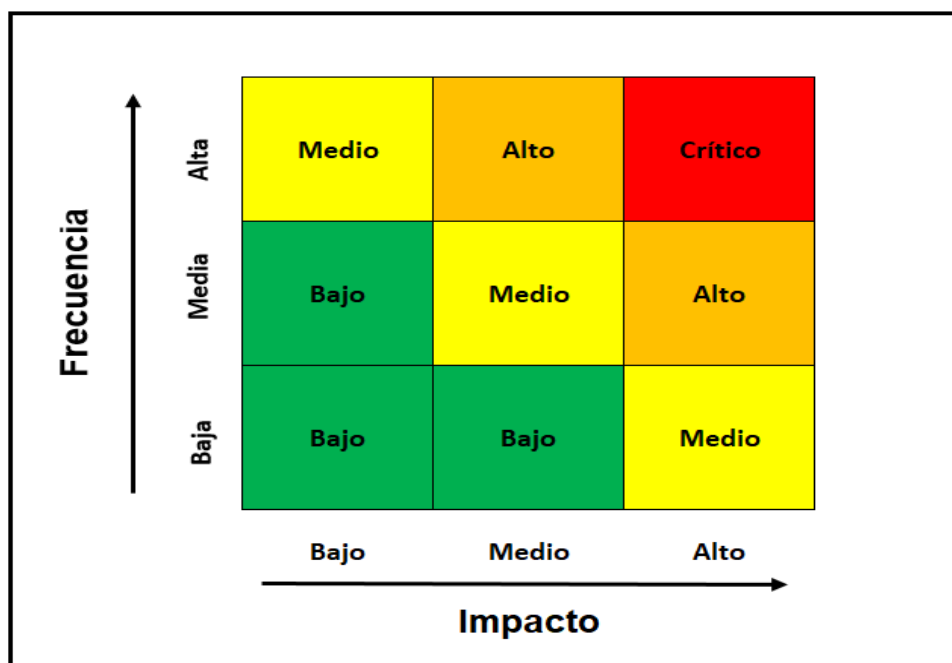 Frecuencia
Alta
Medio Alto Crítico
Media
Bajo Medio Alto
Baja
Bajo Bajo Medio
Bajo Medio Alto
Impacto